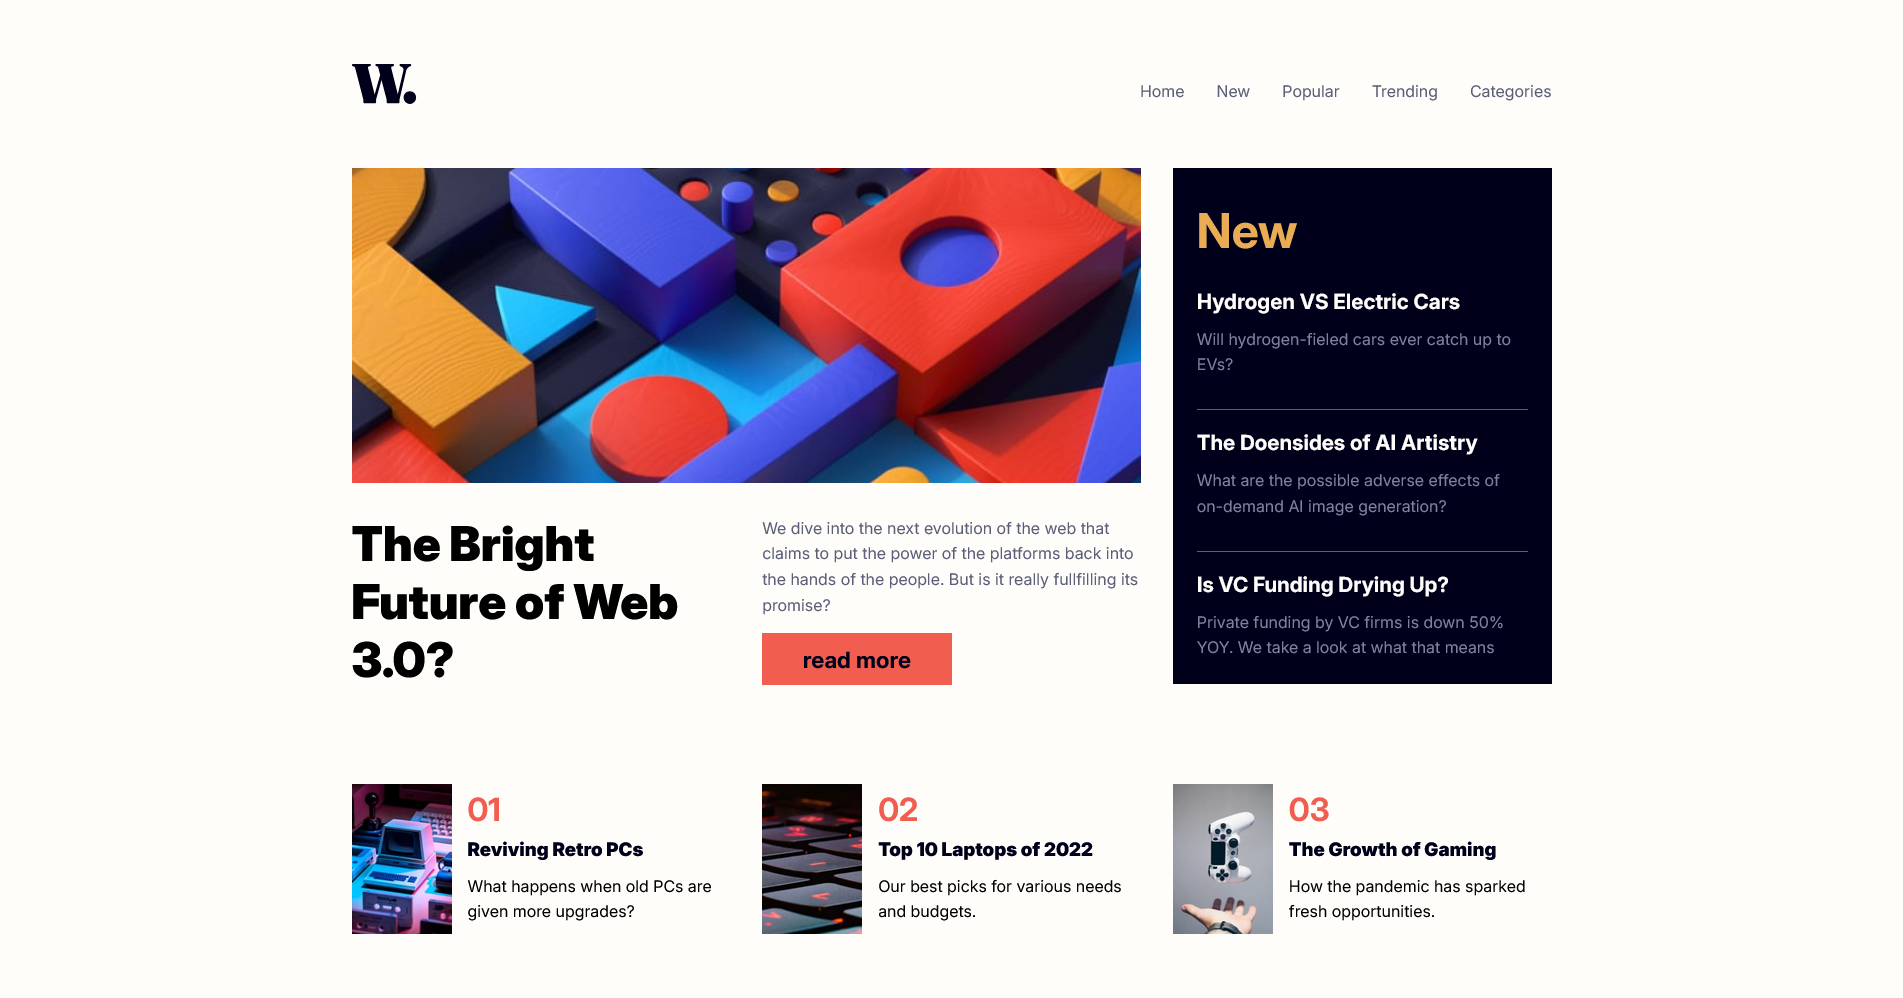 W.
Home New Popular Trending Categories
The Bright
Future of Web
3.0?
We dive into the next evolution of the web that
claims to put the power of the platforms back into
the hands of the people. But is it really fullfilling its
promise?
read more
New
Hydrogen VS Electric Cars
Will hydrogen-fieled cars ever catch up to
EVs?
The Doensides of AI Artistry
What are the possible adverse effects of
on-demand AI image generation?
Is VC Funding Drying Up?
Private funding by VC firms is down 50%
YOY. We take a look at what that means
01
Reviving Retro PCs
What happens when old PCs are
given more upgrades?
02
Top 10 Laptops of 2022
Our best picks for various needs
and budgets.
03
The Growth of Gaming
How the pandemic has sparked
fresh opportunities.